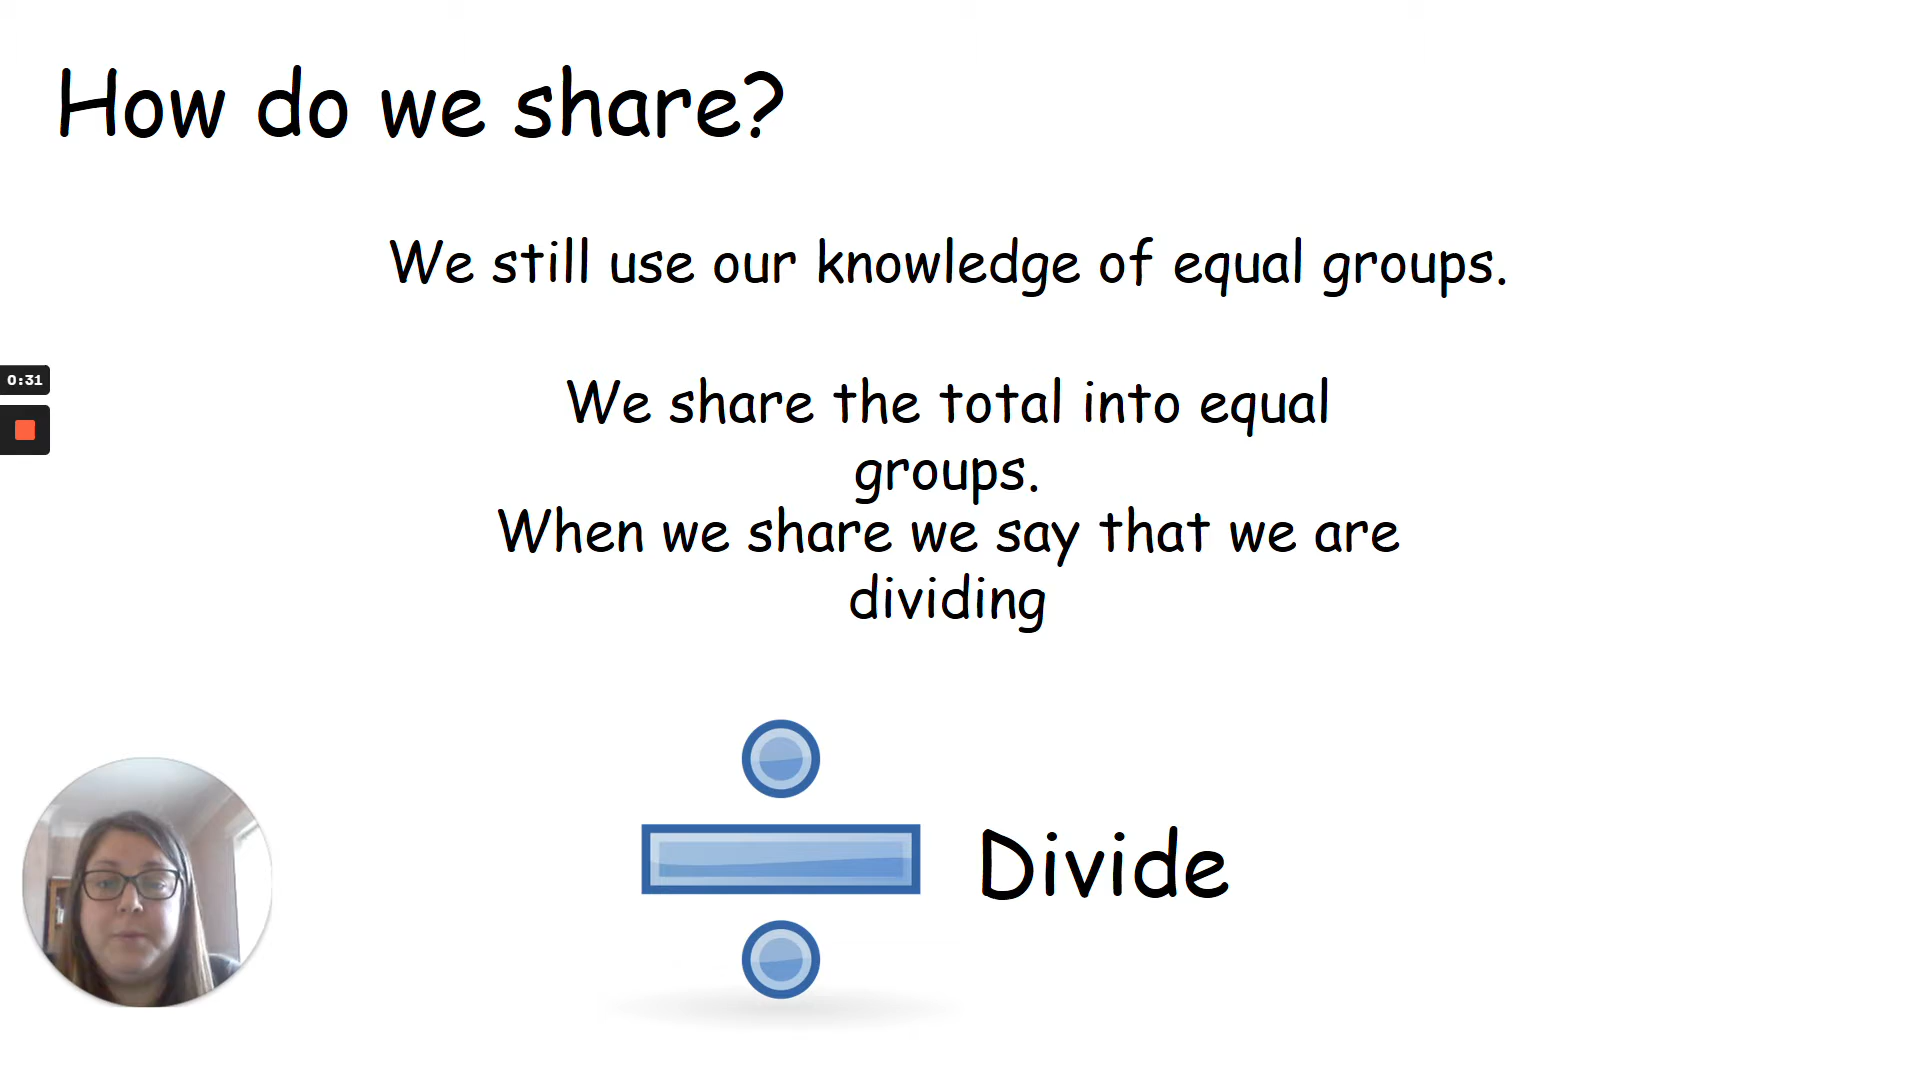 How do we share?
We still use our knowledge of equal groups.
0:31
We share the total into equal
groups.
When we share we say that we are
dividing
Divide